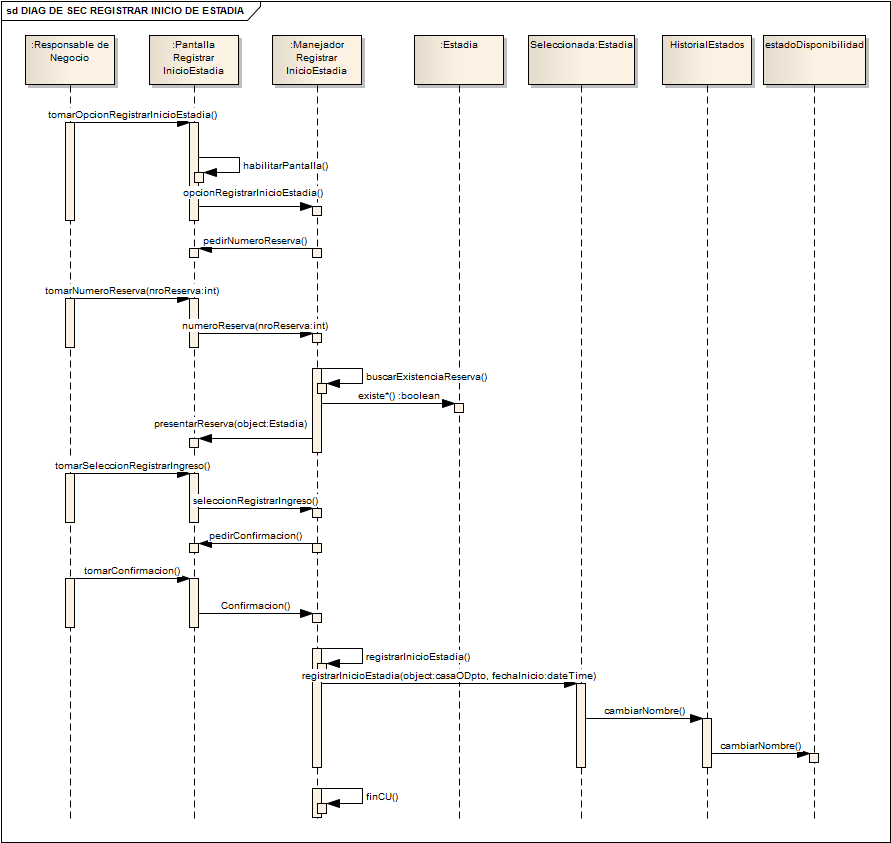 sd DIAG DE SEC REGISTRAR INICIO DE ESTADIA
:Responsable de
Negocio
:Pantalla
Registrar
InicioEstadia
:Manejador
Registrar
InicioEstadia
:Estadia
Seleccionada:Estadia
HistorialEstados
estadoDisponibilidad
tomarOpcionRegistrarInicioEstadia()
habilitarPantalla()
opcionRegistrarInicioEstadia()
pedirNumeroReserva()
tomarNumeroReserva(nroReserva:int)
numeroReserva(nroReserva:int)
buscarExistenciaReserva()
existe*() :boolean
presentarReserva(object:Estadia)
tomarSeleccionRegistrarIngreso()
seleccionRegistrarIngreso()
pedirConfirmacion()
tomarConfirmacion()
Confirmacion()
registrarInicioEstadia()
registrarInicioEstadia(object:casaODpto, fechaInicio:dateTime)
cambiarNombre()
cambiarNombre()
finCU()